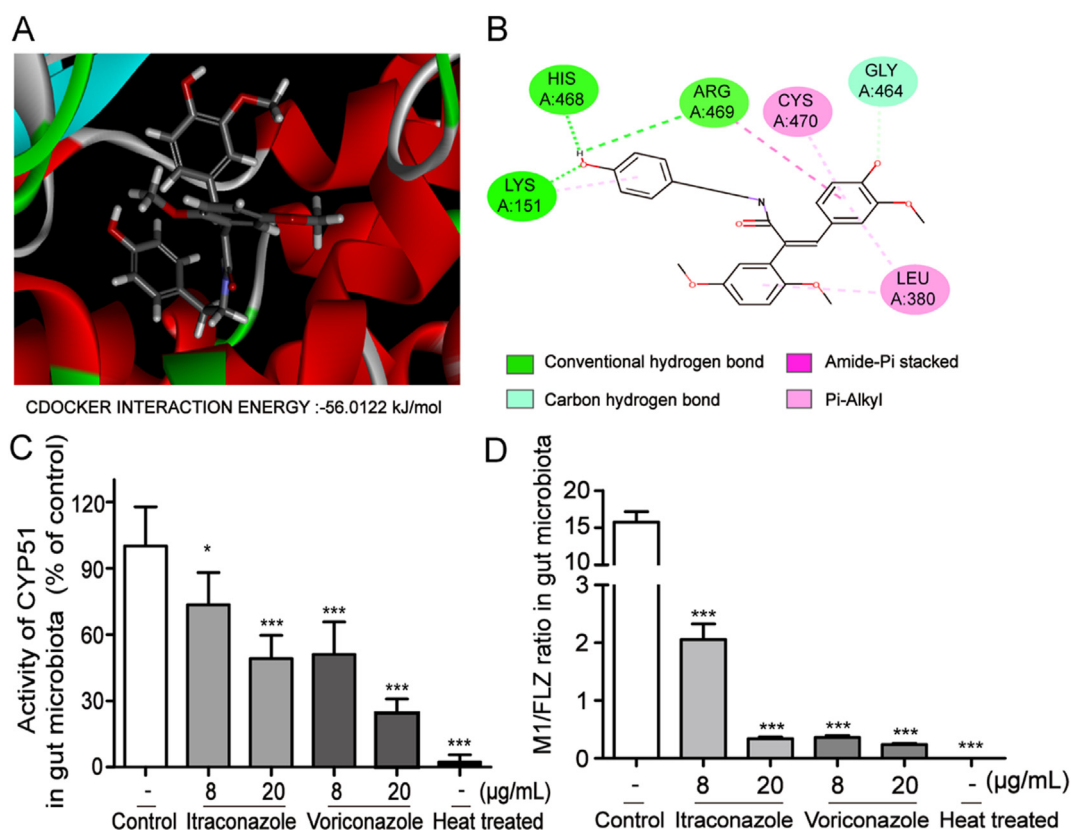 A
CDOCKER INTERACTION ENERGY :-56.0122 kJ/mol
B
HIS
A:468
ARG
A:469
CYS
A:470
GLY
A:464
LYS
A:151
LEU
A:380
H
O
N
O
O
O
O
O
Conventional hydrogen bond
Carbon hydrogen bond
Amide-Pi stacked
Pi-Alkyl
C
Activity of CYP51
in gut microbiota (% of control)
120
90
60
30
0
*
***
***
***
***
- 8 20 8 20 - (μg/mL)
Control Itraconazole Voriconazole Heat treated
D
M1/FLZ ratio in gut microbiota
20
15
10
3
2
1
0
***
***
***
***
***
- 8 20 8 20 - (μg/mL)
Control Itraconazole Voriconazole Heat treated